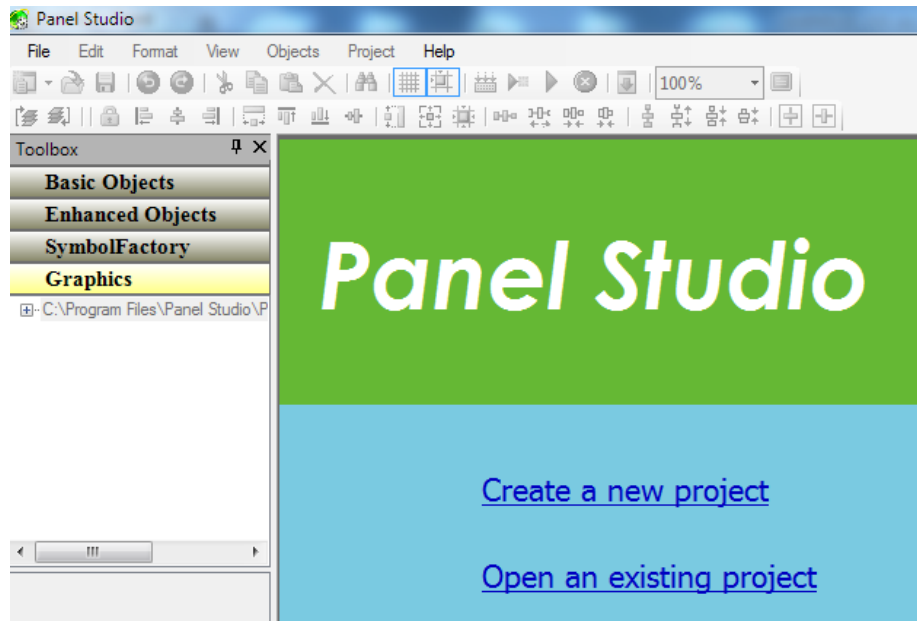 Panel Studio
File Edit Format View Objects Project Help
100%
Toolbox
Basic Objects
Enhanced Objects
SymbolFactory
Graphics
C:\Program Files\Panel Studio\P
Panel Studio
Create a new project
Open an existing project